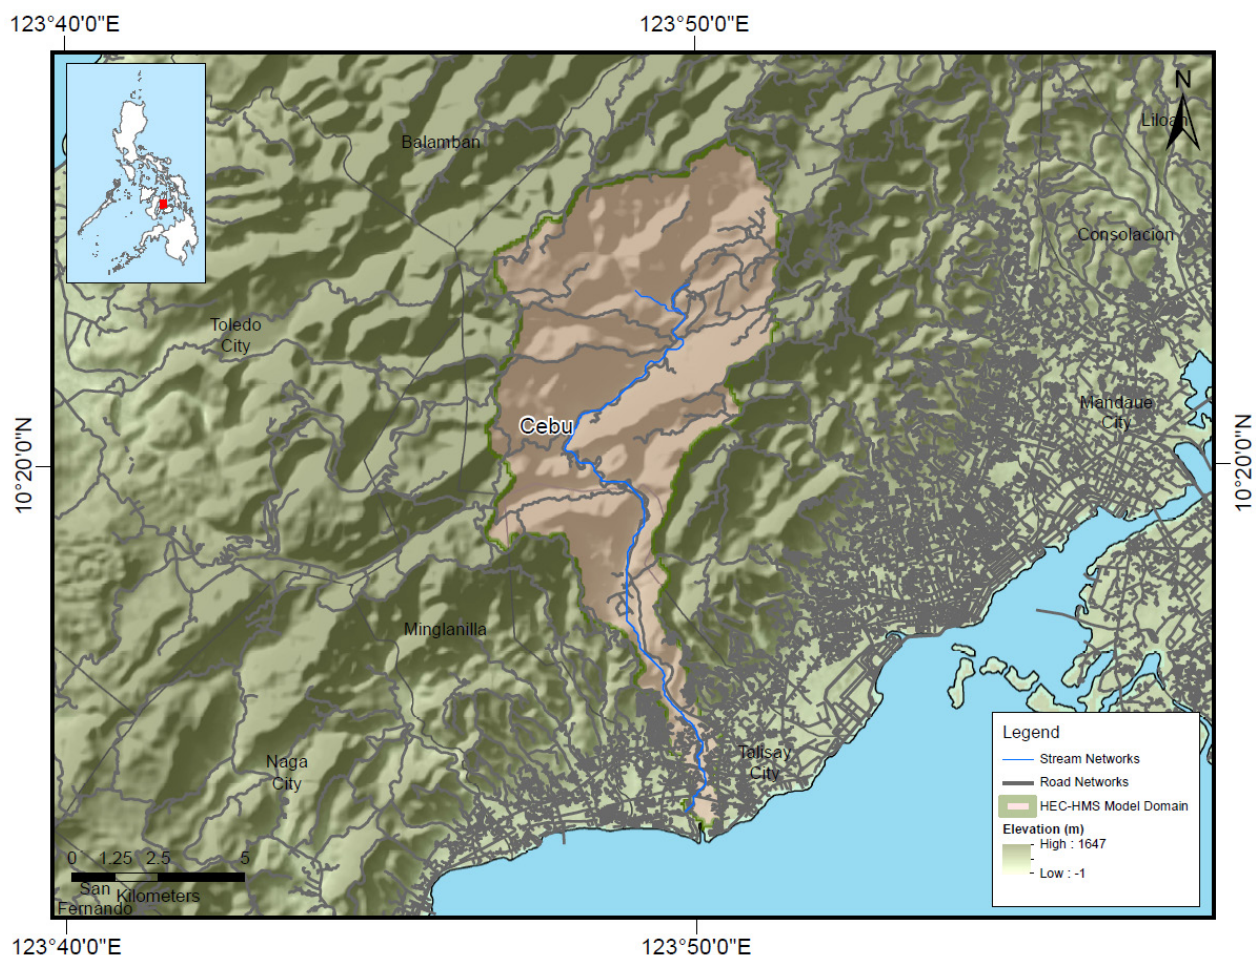 123°40'0"E
123°50'0"E
N
Liloan
Balamban
Consolacion
Toledo
City
Mandaue
City
Cebu
10°20'0"N
10°20'0"N
Minglanilla
Legend
Stream Networks
Road Networks
HEC-HMS Model Domain
Elevation (m)
High : 1647
Low : -1
Talisay
City
Naga
City
0 1.25 2.5 5
Kilometers
San
Fernando
123°40'0"E
123°50'0"E